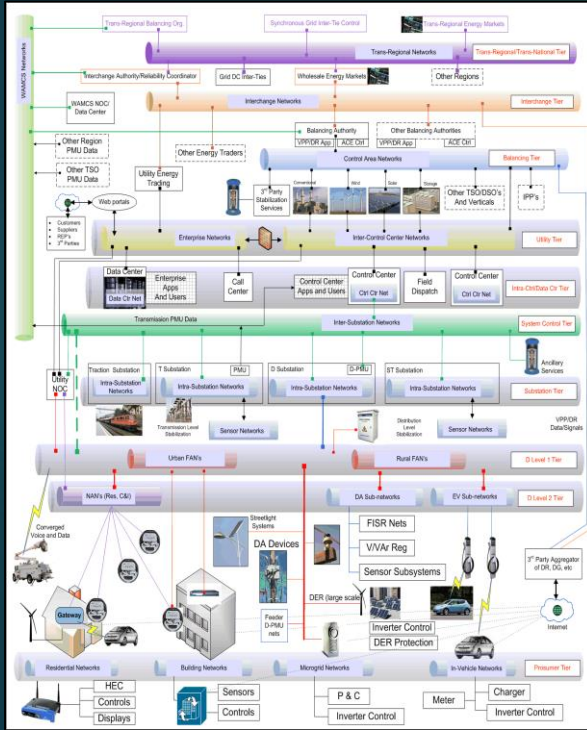 Trans-Regional Balancing Org
Synchronous Grid Inter-Tie Control
Trans-Regional Energy Markets
Trans-Regional Networks
Trans-Regional/Trans-National Tier
WAMCS Networks
Interchange Authority/Reliability Coordinator
Grid DC Inter-Ties
Wholesale Energy Markets
Other Regions
Interchange Networks
Interchange Tier
WAMCS NOC/
Data Center
Balancing Authority
VPP/DR App
ACE Ctrl
Other Balancing Authorities
VPP/DR App
ACE Ctrl
Other Region
PMU Data
Other Energy Traders
Control Area Networks
Balancing Tier
Other TSO
PMU Data
Utility Energy
Trading
3rd Party
Stabilization
Services
Conventional
Wind
Solar
Storage
Other TSO/DSO's
And Verticals
IPP's
Web portals
Customers
Suppliers
REP's
3rd Parties
Enterprise Networks
Inter-Control Center Networks
Utility Tier
Data Center
Data Ctr Net
Enterprise
Apps
And Users
Call
Center
Control Center
Apps and Users
Control Center
Ctrl Ctr Net
Field
Dispatch
Control Center
Ctrl Ctr Net
Intra-Ctrl/Data Ctr Tier
Transmission PMU Data
Inter-Substation Networks
System Control Tier
Ancillary
Services
Utility
NOC
Traction Substation
Intra-Substation
Networks
T Substation
PMU
Intra-Substation Networks
D Substation
D-PMU
Intra-Substation Networks
ST Substation
Intra-Substation Networks
Substation Tier
Transmission Level
Stabilization
Sensor Networks
Distribution
Level
Stabilization
Sensor Networks
VPP/DR
Data/Signals
Urban FAN's
Rural FAN's
D Level 1 Tier
NAN's (Res, C&I)
DA Sub-networks
EV Sub-networks
D Level 2 Tier
Converged
Voice and Data
Streetlight
Systems
DA Devices
FISR Nets
V/VAr Reg
Sensor Subsystems
3rd Party Aggregator
of DR, DG, etc
Gateway
Feeder
D-PMU
nets
DER (large scale)
Inverter Control
DER Protection
Internet
Residential Networks
Building Networks
Microgrid Networks
In-Vehicle Networks
Prosumer Tier
HEC
Controls
Displays
Sensors
Controls
P & C
Inverter Control
Meter
Charger
Inverter Control